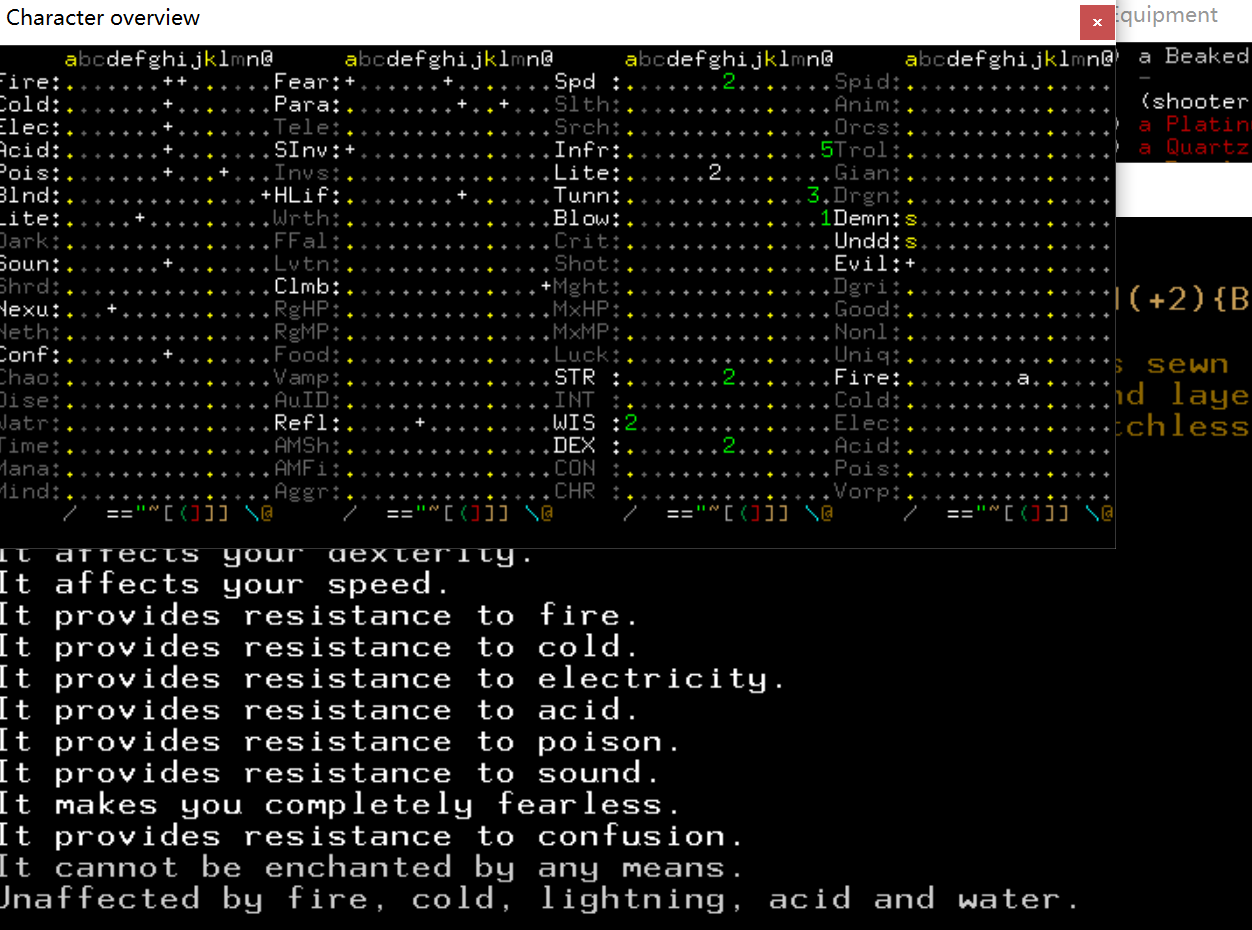 Character overview
Equipment
abcdefghijklmn@ abcdefghijklmn@ abcdefghijklmn@ abcdefghijklmn@
Fire:.......++......Fear:+......+.......Spd :.......2.......Spid:...............
Cold:.......+.......Para:........+..+...Slth:...............Anim:...............
Elec:.......+.......Tele:...............Srch:...............Orcs:...............
Acid:.......+.......SInv:+..............Infr:..............5Trol:...............
Pois:.......+...+...Invs:...............Lite:......2........Gian:...............
Blnd:..............+HLif:........+......Tunn:.............3.Drgn:...............
Lite:.....+.........Wrth:...............Blow:..............1Demn:s..............
Dark:...............FFal:...............Crit:...............Undd:s..............
Soun:.......+.......Lvtn:...............Shot:...............Evil:+..............
Shrd:...............Clmb:..............+Mght:...............Dgri:...............
Nexu:...+...........RgHP:...............MxHP:...............Good:...............
Neth:...............RgMP:...............MxMP:...............Nonl:...............
Conf:.......+.......Food:...............Luck:...............Uniq:...............
Chao:...............Vamp:...............STR :.......2.......Fire:........a......
Dise:...............AuID:...............INT :...............Cold:...............
Watr:...............Refl:.....+.........WIS :2..............Elec:...............
Time:...............AMSh:...............DEX :.......2.......Acid:...............
Mana:...............AMFi:...............CON :...............Pois:...............
Mind:...............Aggr:...............CHR :...............Vorp:...............
/  =="~[(]]] \@ /  =="~[(]]] \@ /  =="~[(]]] \@ /  =="~[(]]] \@
) a Beaked
(shooter
) a Platin
) a Quartz
(+2){B
s sewn
nd laye
tchless
It affects your dexterity.
It affects your speed.
It provides resistance to fire.
It provides resistance to cold.
It provides resistance to electricity.
It provides resistance to acid.
It provides resistance to poison.
It provides resistance to sound.
It makes you completely fearless.
It provides resistance to confusion.
It cannot be enchanted by any means.
Unaffected by fire, cold, lightning, acid and water.